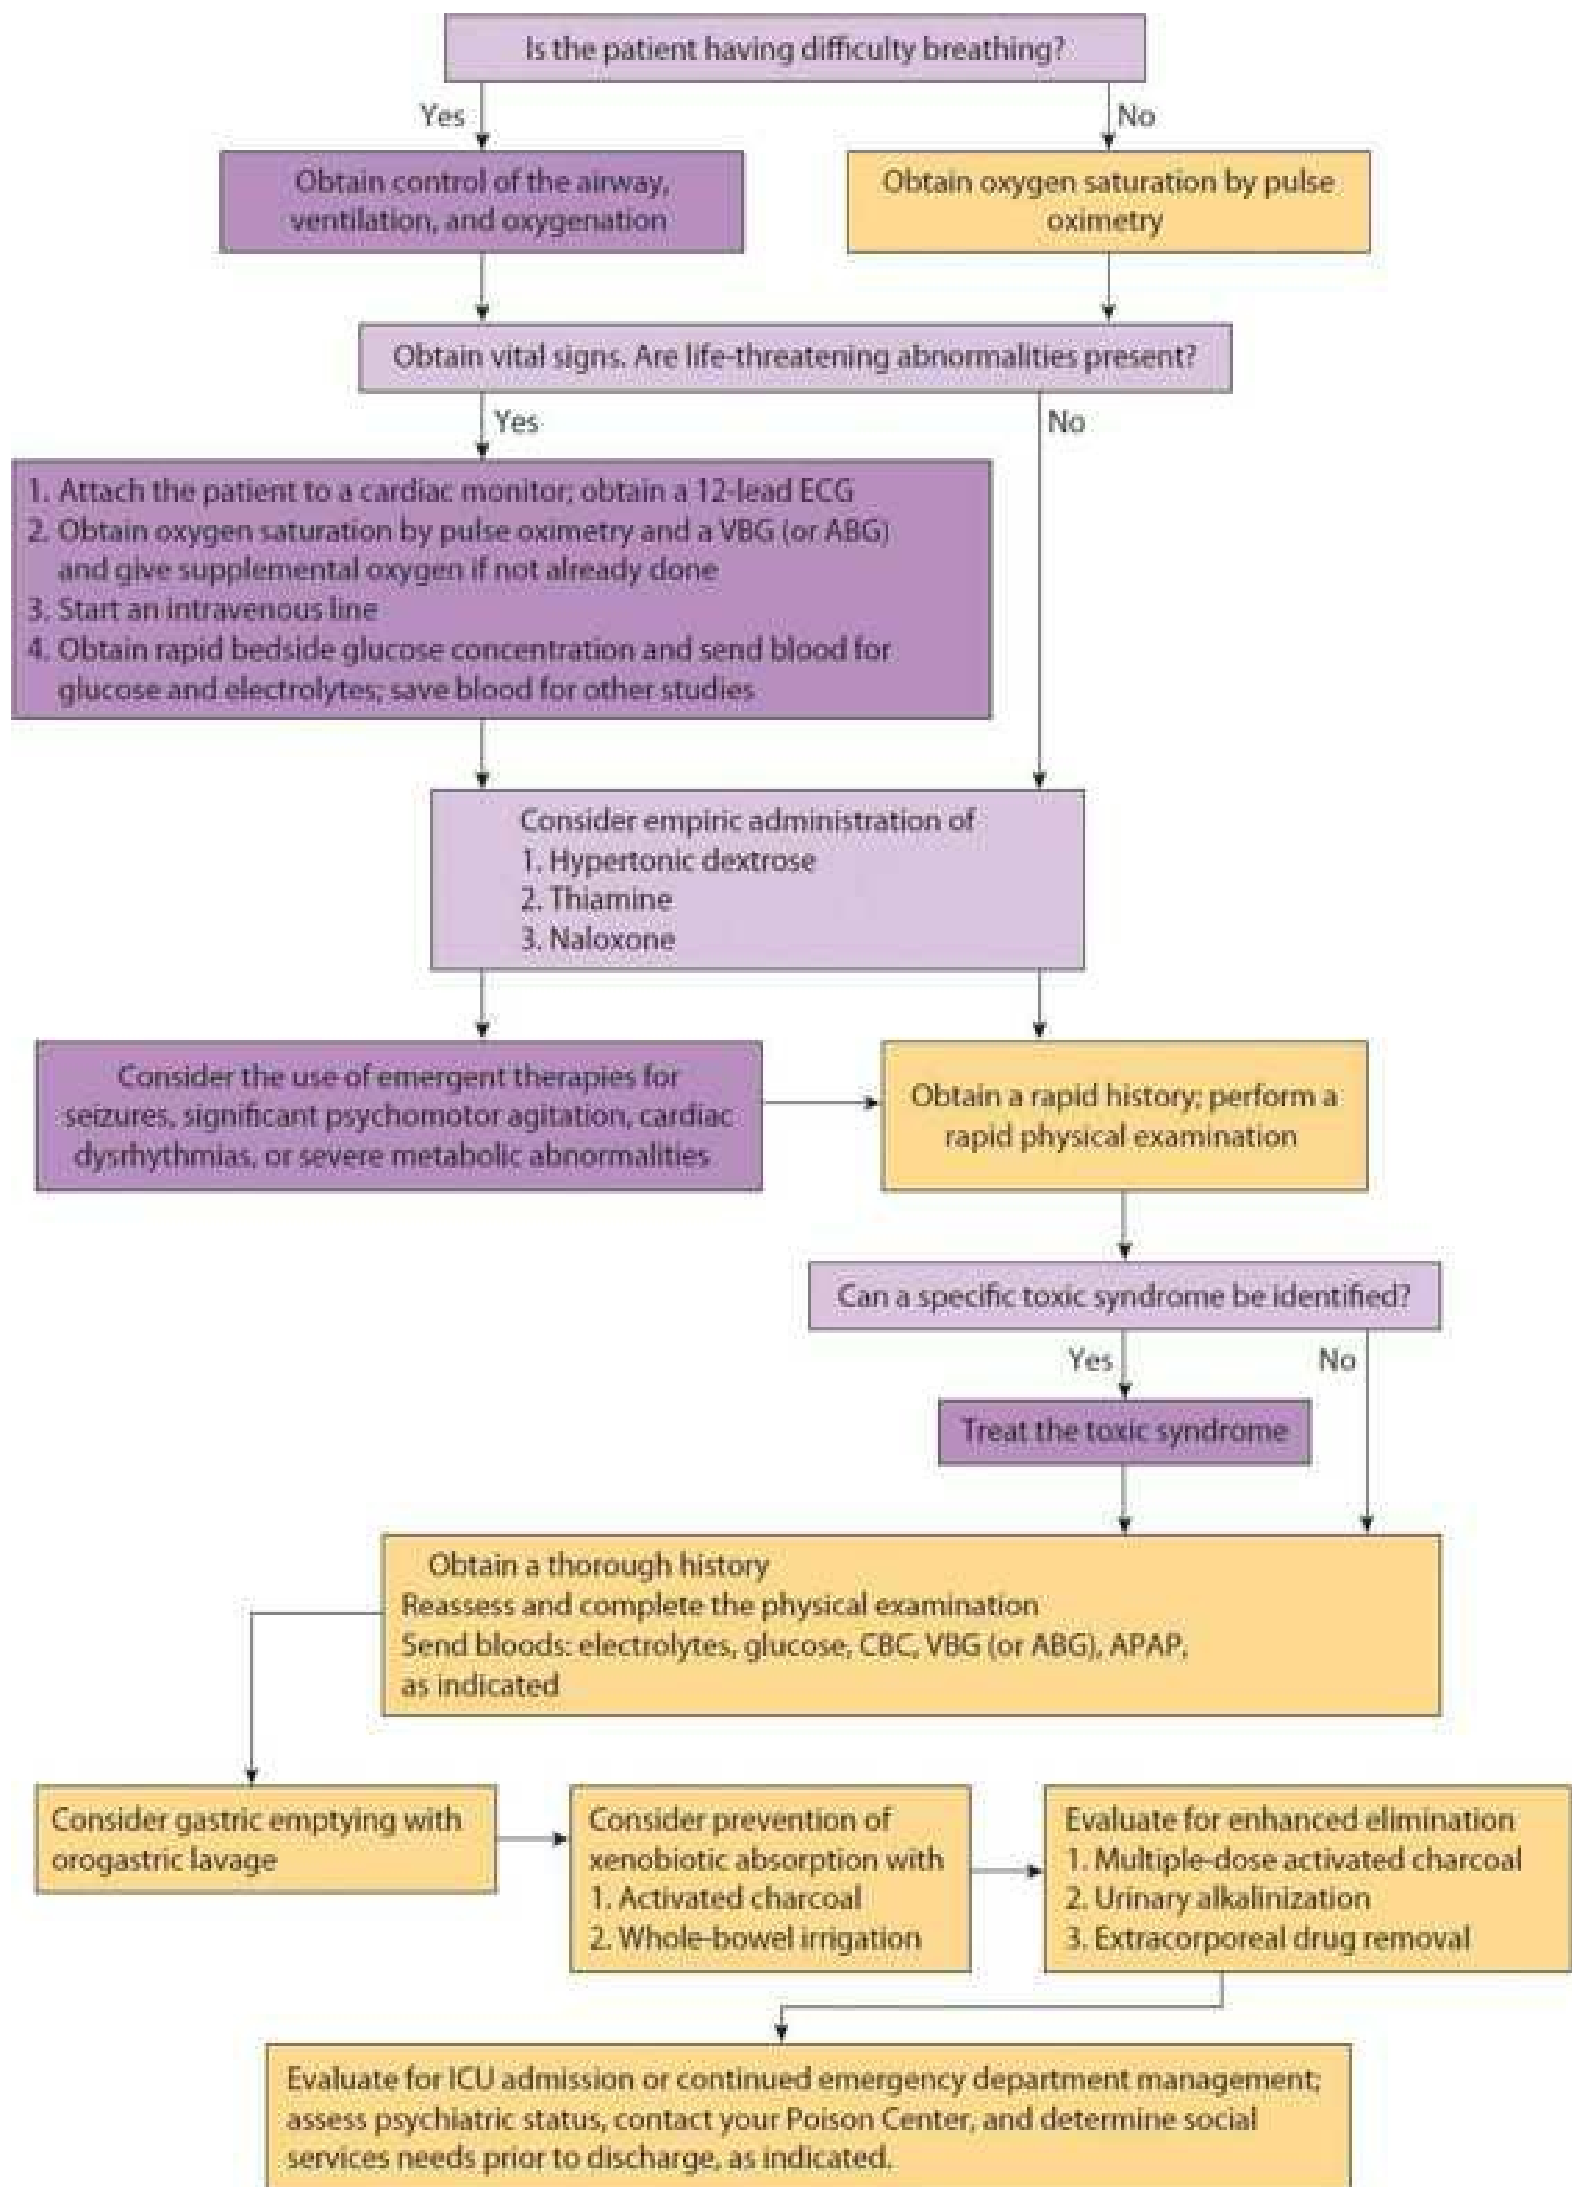 Is the patient having difficulty breathing?
Yes
No
Obtain control of the airway,
ventilation, and oxygenation
Obtain oxygen saturation by pulse
oximetry
Obtain vital signs. Are life-threatening abnormalities present?
Yes
No
1. Attach the patient to a cardiac monitor; obtain a 12-lead ECG
2. Obtain oxygen saturation by pulse oximetry and a VBG (or ABG)
and give supplemental oxygen if not already done
3. Start an intravenous line
4. Obtain rapid bedside glucose concentration and send blood for
glucose and electrolytes; save blood for other studies
Consider empiric administration of
1. Hypertonic dextrose
2. Thiamine
3. Naloxone
Consider the use of emergent therapies for
seizures, significant psychomotor agitation, cardiac
dysrhythmias, or severe metabolic abnormalities
Obtain a rapid history; perform a
rapid physical examination
Can a specific toxic syndrome be identified?
Yes
No
Treat the toxic syndrome
Obtain a thorough history
Reassess and complete the physical examination
Send bloods: electrolytes, glucose, CBC, VBG (or ABG), APAP,
as indicated
Consider gastric emptying with
orogastric lavage
Consider prevention of
xenobiotic absorption with
1. Activated charcoal
2. Whole-bowel irrigation
Evaluate for enhanced elimination
1. Multiple-dose activated charcoal
2. Urinary alkalinization
3. Extracorporeal drug removal
Evaluate for ICU admission or continued emergency department management;
assess psychiatric status, contact your Poison Center, and determine social
services needs prior to discharge, as indicated.